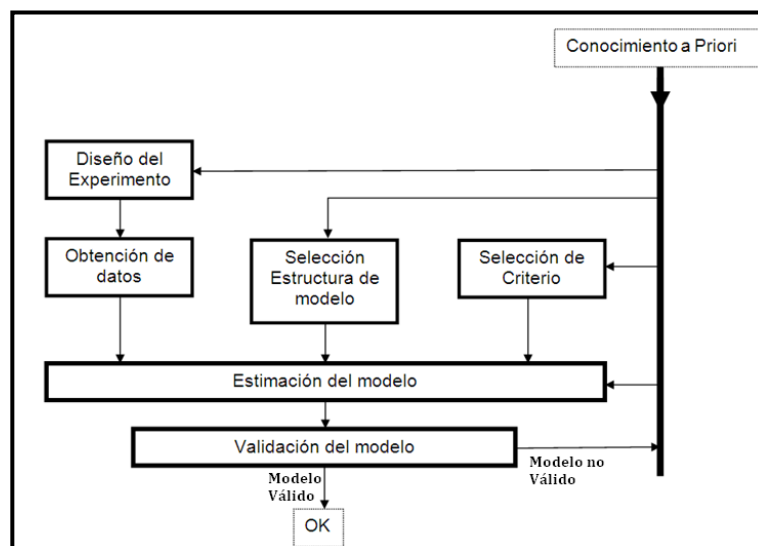 Conocimiento a Priori
Diseño del
Experimento
Obtención de
datos
Selección
Estructura de
modelo
Selección de
Criterio
Estimación del modelo
Validación del modelo
Modelo no
Válido
Modelo
Válido
OK